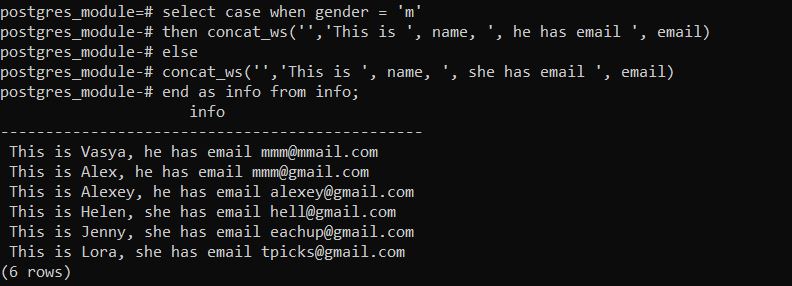 postgres_module=# select case when gender = 'm'
postgres_module-# then concat_ws('','This is ', name, ', he has email ', email)
postgres_module-# else
postgres_module-# concat_ws('','This is ', name, ', she has email ', email)
postgres_module-# end as info from info;
info
-----------------------------------------------
This is Vasya, he has email mmm@mmail.com
This is Alex, he has email mmm@gmail.com
This is Alexey, he has email alexey@gmail.com
This is Helen, she has email hell@gmail.com
This is Jenny, she has email eachup@gmail.com
This is Lora, she has email tpicks@gmail.com
(6 rows)